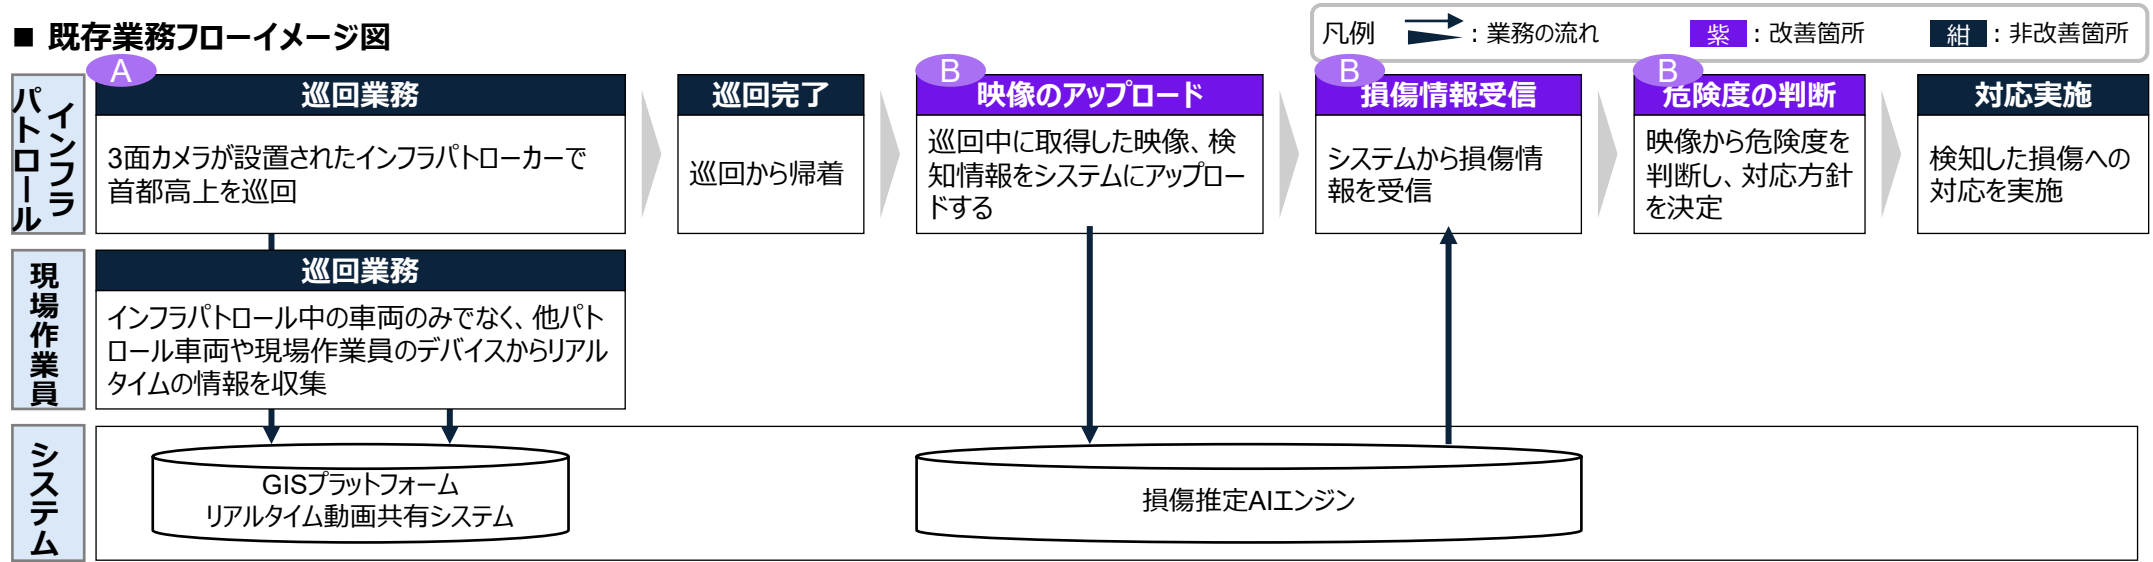 ■ 既存業務フローイメージ図
凡例
：業務の流れ
紫
：改善箇所
紺
：非改善箇所
インフラ
パトロール
A
巡回業務
3面カメラが設置されたインフラパトローカーで
首都高上を巡回
巡回完了
巡回から帰着
B
映像のアップロード
巡回中に取得した映像、検
知情報をシステムにアップロー
ドする
B
損傷情報受信
システムから損傷情
報を受信
B
危険度の判断
映像から危険度を
判断し、対応方針
を決定
対応実施
検知した損傷への
対応を実施
現場作業員
巡回業務
インフラパトロール中の車両のみでなく、他パト
ロール車両や現場作業員のデバイスからリアル
タイムの情報を収集
システム
GISプラットフォーム
リアルタイム動画共有システム
損傷推定AIエンジン